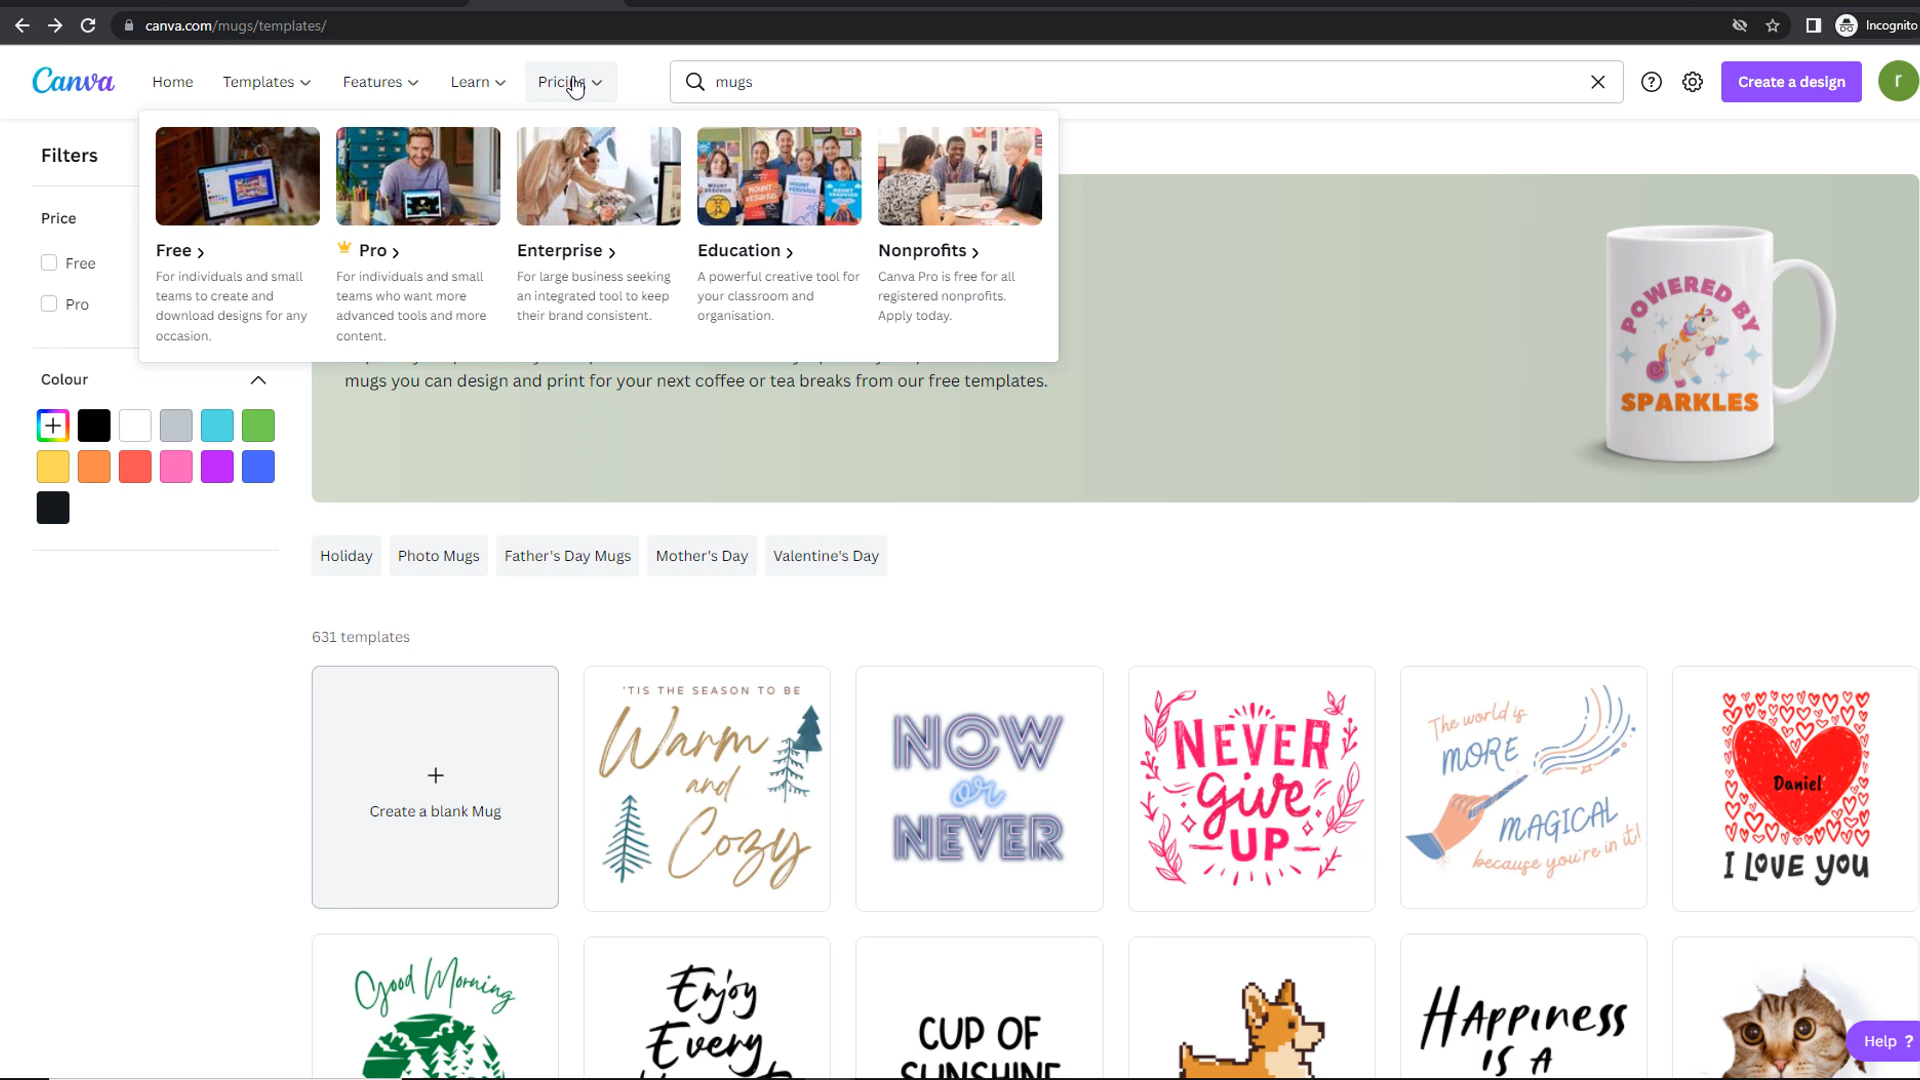 canva.com/mugs/templates/
Incognito
Canva
Home
Templates
Features
Learn
Pricing
mugs
Create a design
r
Filters
Price
Free
Pro
Colour
Free
For individuals and small
teams to create and
download designs for any
occasion.
Pro
For individuals and small
teams who want more
advanced tools and more
content.
Enterprise
For large business seeking
an integrated tool to keep
their brand consistent.
Education
A powerful creative tool for
your classroom and
organisation.
Nonprofits
Canva Pro is free for all
registered nonprofits.
Apply today.
mugs you can design and print for your next coffee or tea breaks from our free templates.
POWERED BY
SPARKLES
Holiday
Photo Mugs
Father's Day Mugs
Mother's Day
Valentine's Day
631 templates
+
Create a blank Mug
'TIS THE SEASON TO BE
Warm
and
Cozy
NOW
or
NEVER
NEVER
give
UP
The world is
MORE
MAGICAL
because you're in it!
Daniel
I LOVE YOU
Good Morning
Enjoy
Every
CUP OF
SUNSHINE
HAPPINESS
IS A
Help ?